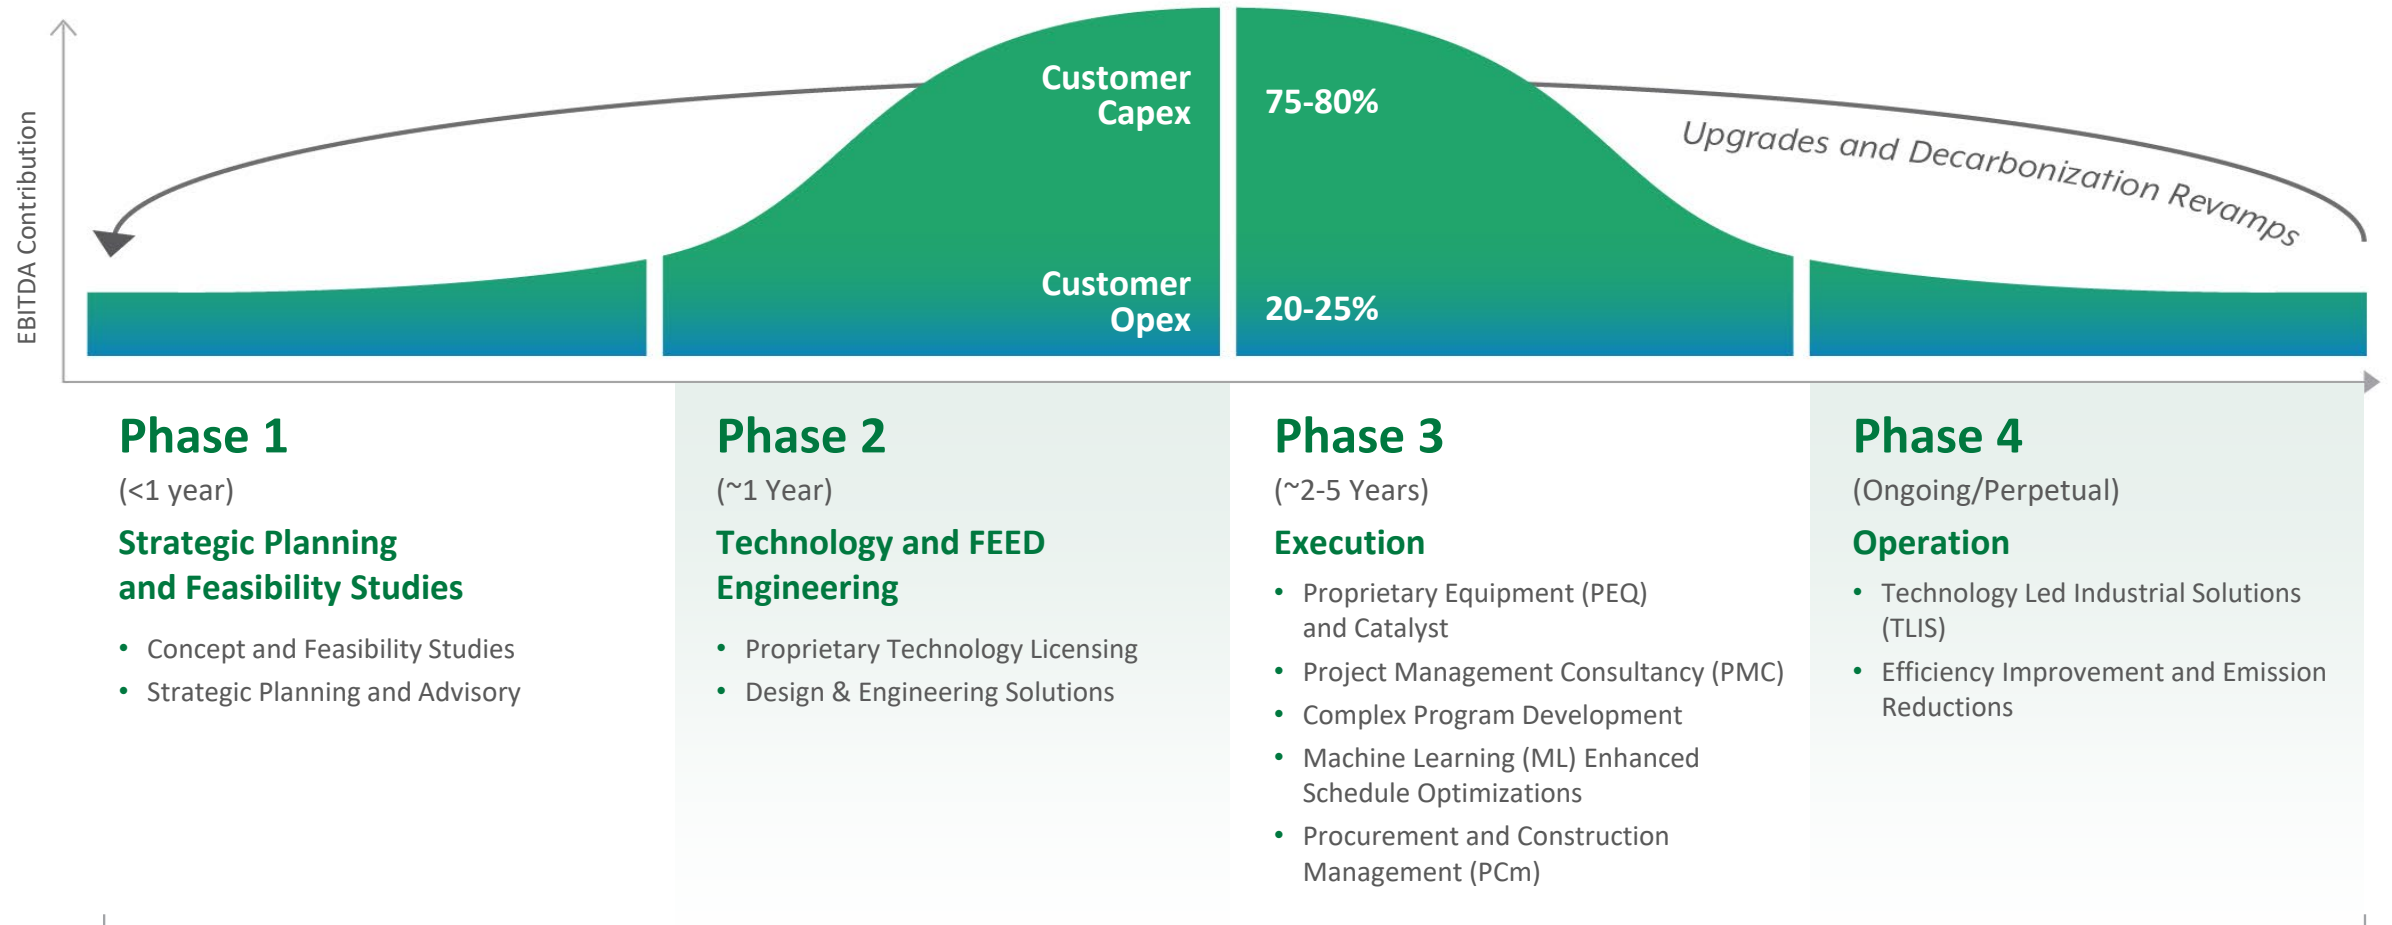 EBITDA Contribution
Customer
Capex
75-80%
Customer
Opex
20-25%
Upgrades and Decarbonization Revamps
Phase 1
(<1 year)
Strategic Planning
and Feasibility Studies
• Concept and Feasibility Studies
• Strategic Planning and Advisory
Phase 2
(~1 Year)
Technology and FEED
Engineering
• Proprietary Technology Licensing
• Design & Engineering Solutions
Phase 3
(~2-5 Years)
Execution
• Proprietary Equipment (PEQ)
and Catalyst
• Project Management Consultancy (PMC)
• Complex Program Development
• Machine Learning (ML) Enhanced
Schedule Optimizations
• Procurement and Construction
Management (PCm)
Phase 4
(Ongoing/Perpetual)
Operation
• Technology Led Industrial Solutions
(TLIS)
• Efficiency Improvement and Emission
Reductions